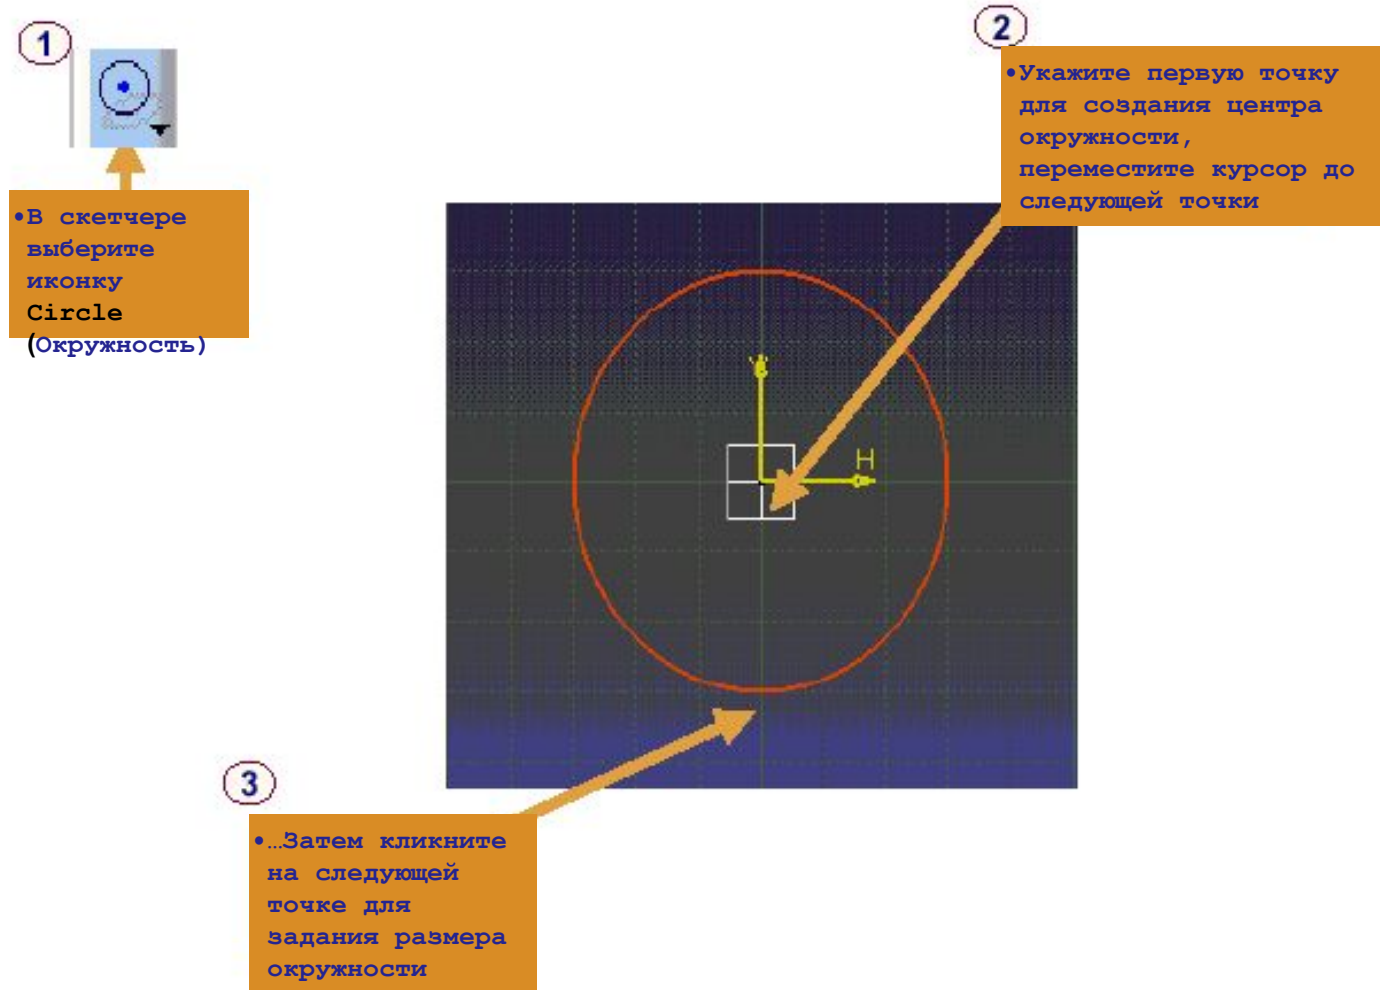 1
•В скетчере
выберите
иконку
Circle
(Окружность)
2
•Укажите первую точку
для создания центра
окружности,
переместите курсор до
следующей точки
V
H
3
•…Затем кликните
на следующей
точке для
задания размера
окружности